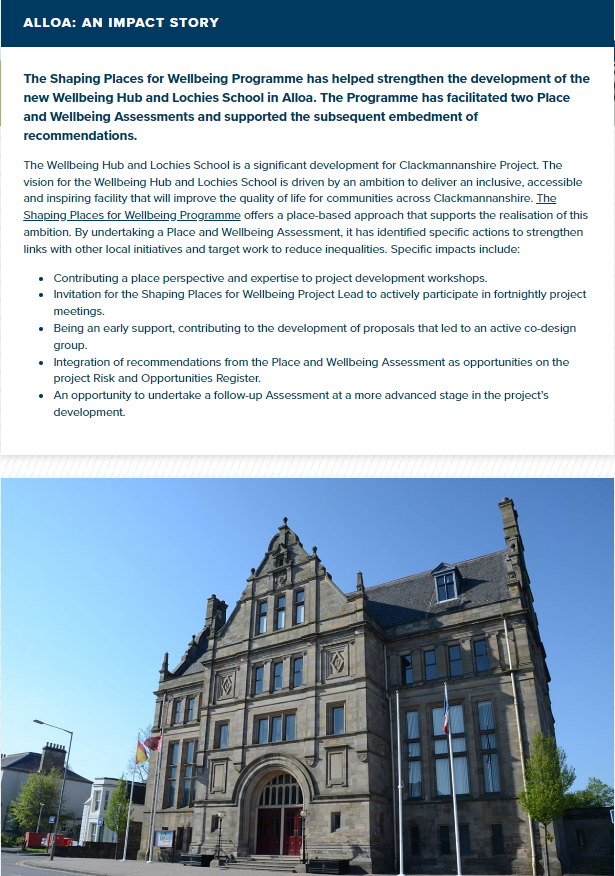 ALLOA: AN IMPACT STORY
The Shaping Places for Wellbeing Programme has helped strengthen the development of the
new Wellbeing Hub and Lochies School in Alloa. The Programme has facilitated two Place
and Wellbeing Assessments and supported the subsequent embedment of
recommendations.
The Wellbeing Hub and Lochies School is a significant development for Clackmannanshire Project. The
vision for the Wellbeing Hub and Lochies School is driven by an ambition to deliver an inclusive, accessible
and inspiring facility that will improve the quality of life for communities across Clackmannanshire. The
Shaping Places for Wellbeing Programme offers a place-based approach that supports the realisation of this
ambition. By undertaking a Place and Wellbeing Assessment, it has identified specific actions to strengthen
links with other local initiatives and target work to reduce inequalities. Specific impacts include:
• Contributing a place perspective and expertise to project development workshops.
• Invitation for the Shaping Places for Wellbeing Project Lead to actively participate in fortnightly project
meetings.
• Being an early support, contributing to the development of proposals that led to an active co-design
group.
• Integration of recommendations from the Place and Wellbeing Assessment as opportunities on the
project Risk and Opportunities Register.
• An opportunity to undertake a follow-up Assessment at a more advanced stage in the project's
development.